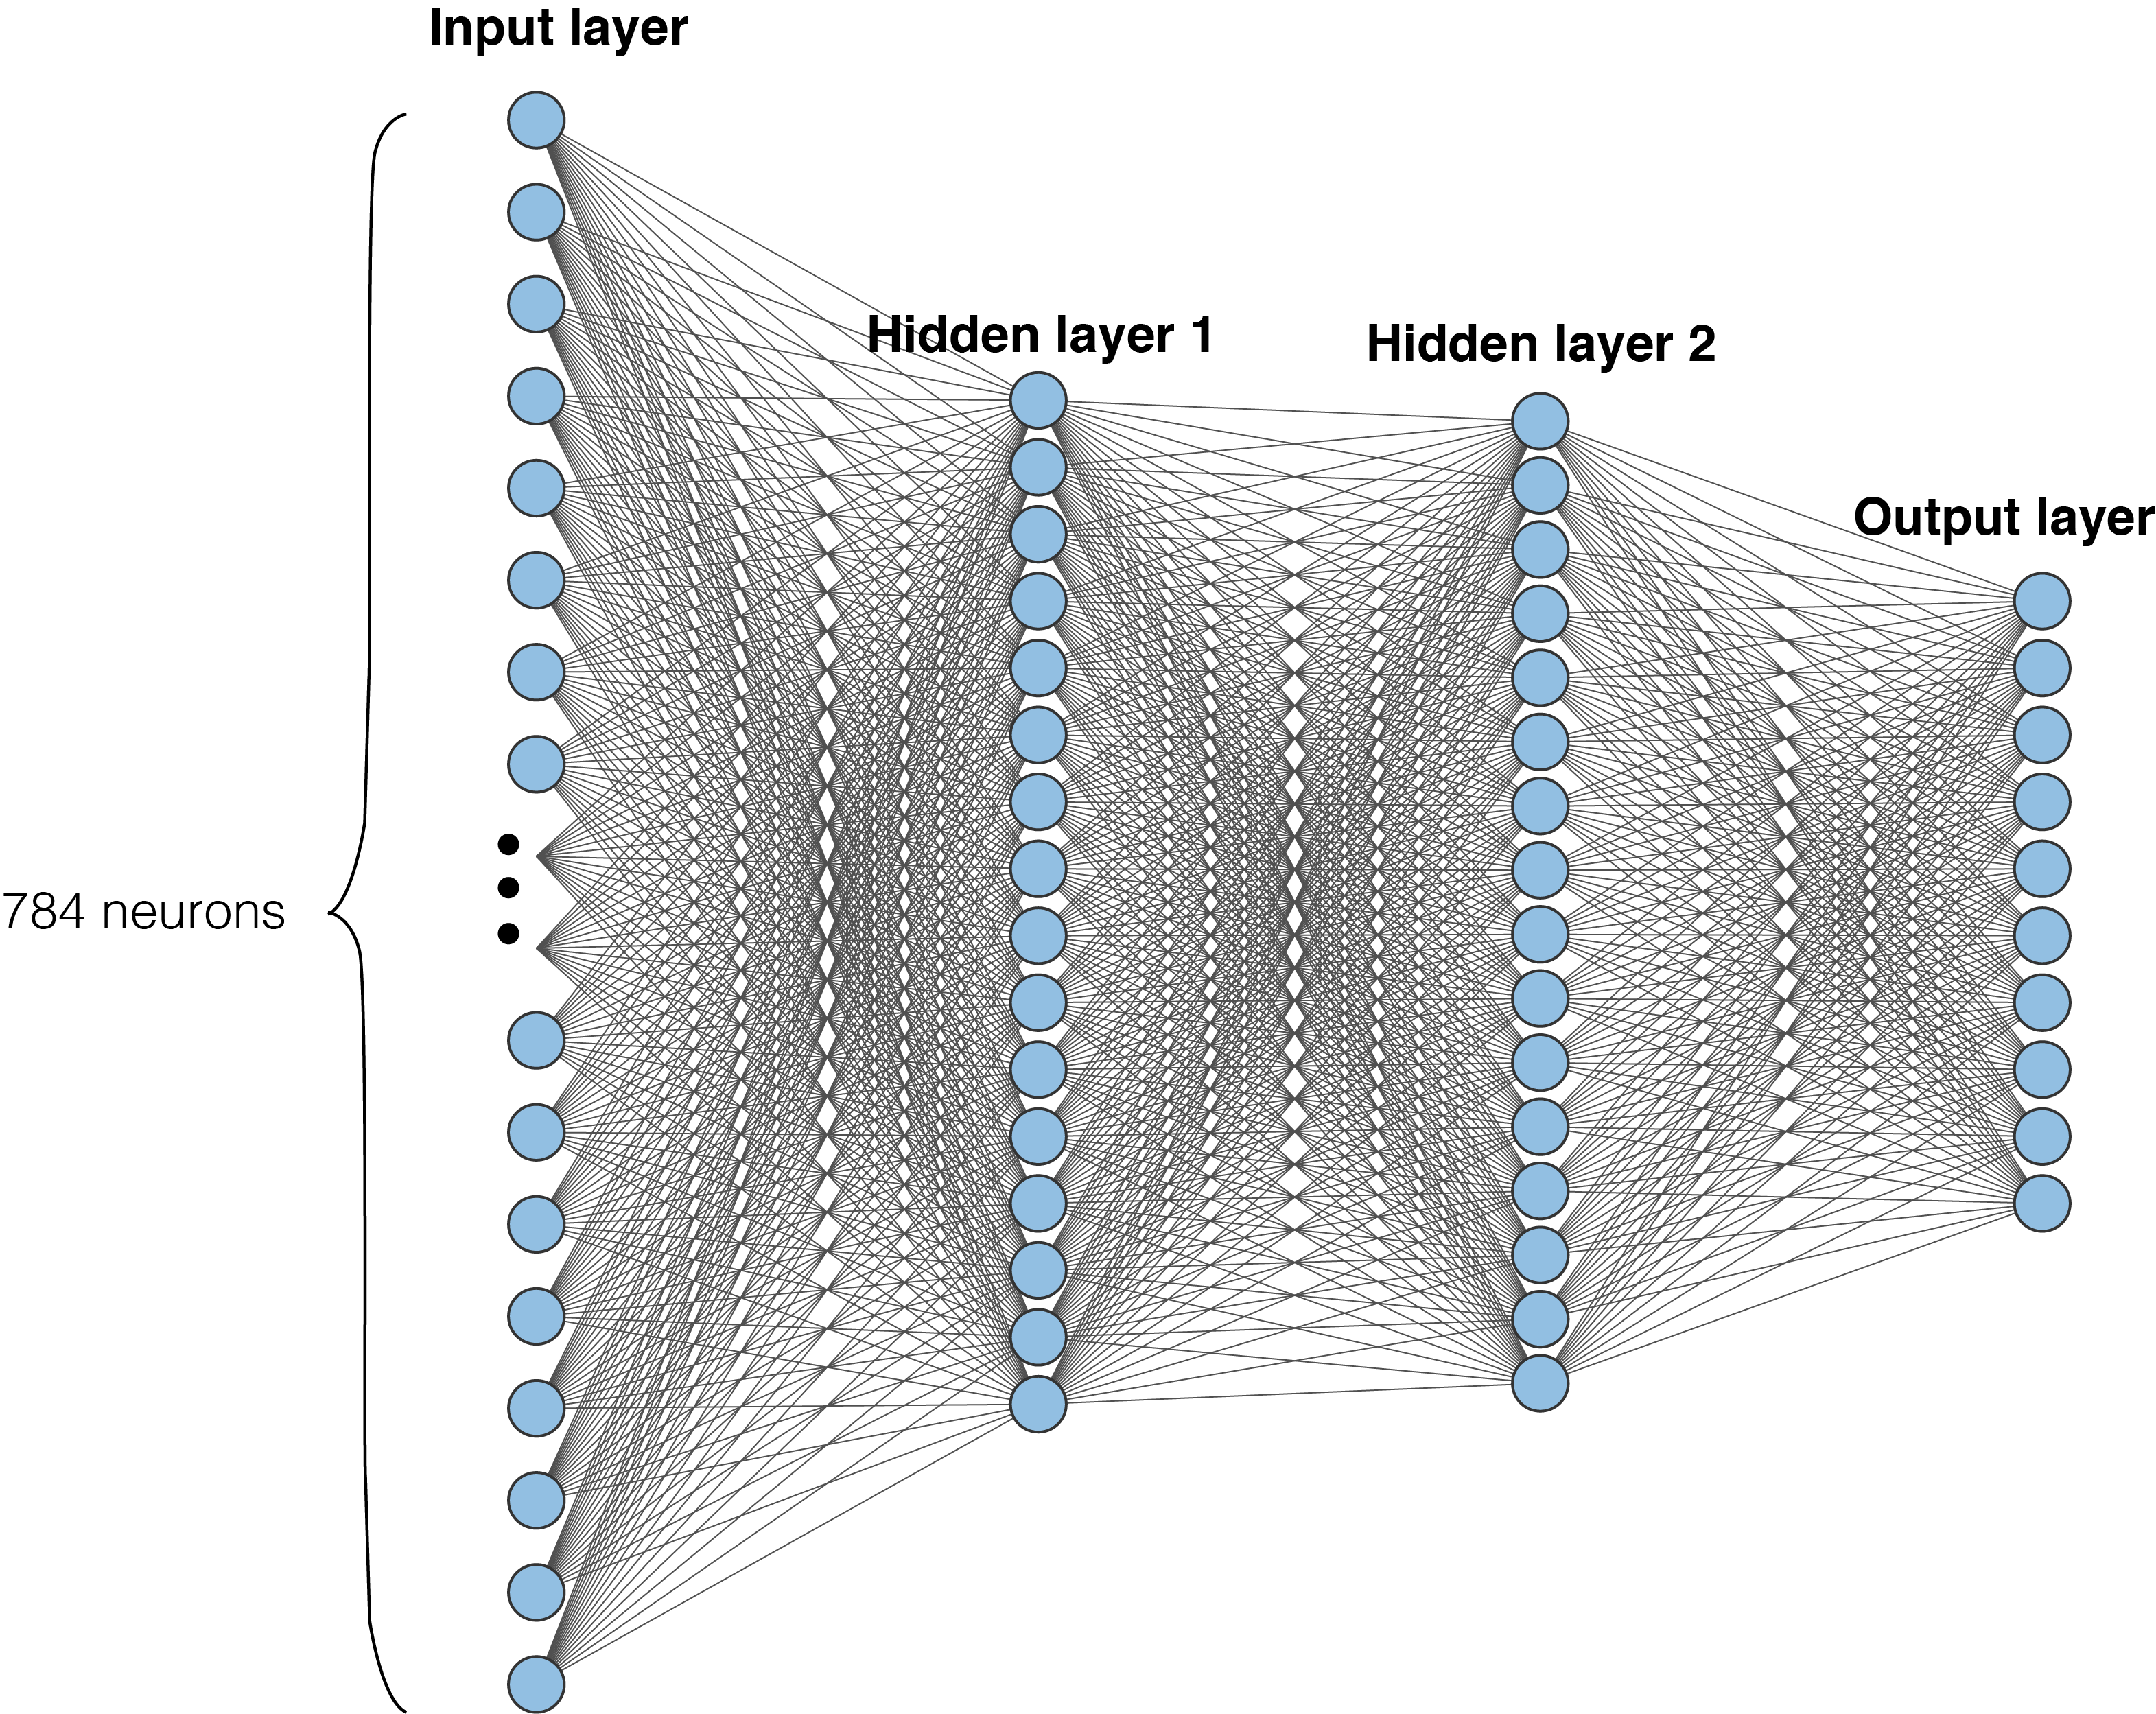 Input layer
Hidden layer 1
Hidden layer 2
Output layer
784 neurons